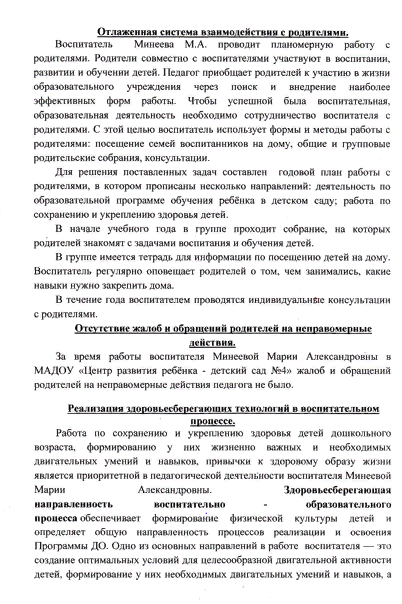 Отлаженная система взаимодействия с родителями.
Воспитатель Минеева М.А. проводит планомерную работу с
родителями. Родители совместно с воспитателями участвуют в воспитании,
развитии и обучении детей. Педагог приобщает родителей к участию в жизни
образовательного учреждения через поиск и внедрение наиболее
эффективных форм работы. Чтобы успешной была воспитательная,
образовательная деятельность необходимо сотрудничество воспитателя с
родителями. С этой целью воспитатель использует формы и методы работы с
родителями: посещение семей воспитанников на дому, общие и групповые
родительские собрания, консультации.
Для решения поставленных задач составлен годовой план работы с
родителями, в котором прописаны несколько направлений: деятельность по
образовательной программе обучения ребёнка в детском саду; работа по
сохранению и укреплению здоровья детей.
В начале учебного года в группе проходит собрание, на которых
родителей знакомят с задачами воспитания и обучения детей.
В группе имеется тетрадь для информации по посещению детей на дому.
Воспитатель регулярно оповещает родителей о том, чем занимались, какие
навыки нужно закрепить дома.
В течение года воспитателем проводятся индивидуальные консультации
с родителями.
Отсутствие жалоб и обращений родителей на неправомерные
действия.
За время работы воспитателя Минеевой Марии Александровны в
МАДОУ «Центр развития ребёнка - детский сад №4» жалоб и обращений
родителей на неправомерные действия педагога не было.
Реализация здоровьесберегающих технологий в воспитательном
процессе.
Работа по сохранению и укреплению здоровья детей дошкольного
возраста, формированию у них жизненно важных и необходимых
двигательных умений и навыков, привычки к здоровому образу жизни
является приоритетной в педагогической деятельности воспитателя Минеевой
Марии Александровны. Здоровьесберегающая
направленность воспитательно - образовательного
процесса обеспечивает формирование физической культуры детей и
определяет общую направленность процессов реализации и освоения
Программы ДО. Одно из основных направлений в работе воспитателя — это
создание оптимальных условий для целесообразной двигательной активности
детей, формирование у них необходимых двигательных умений и навыков, а